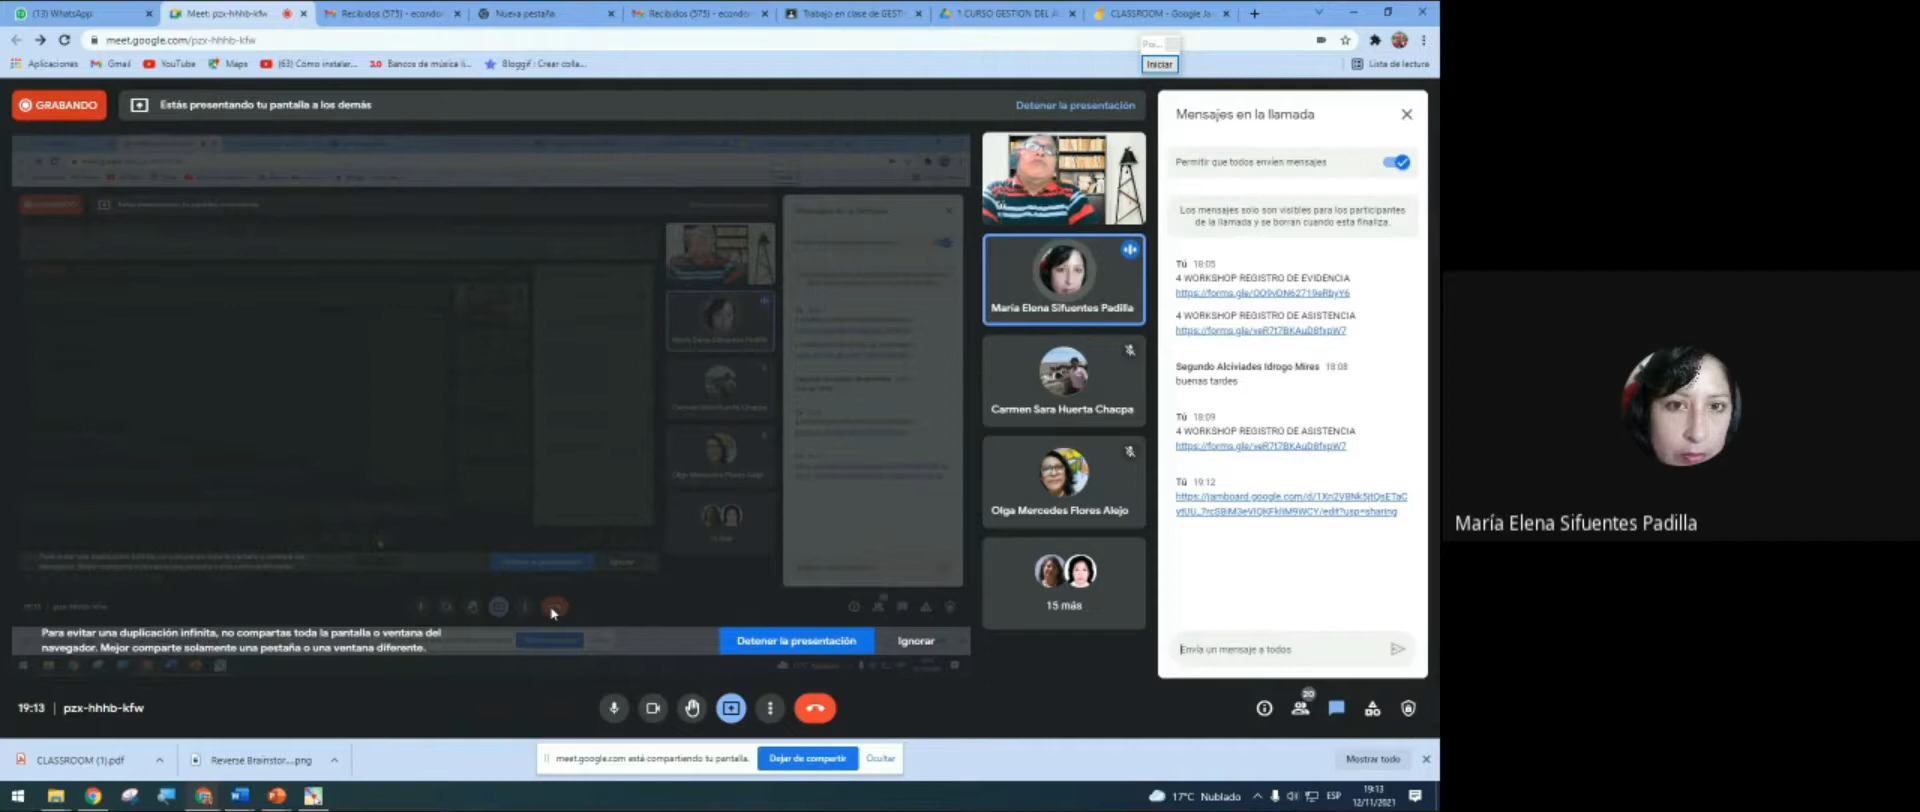 (13) WhatsApp
Meet: pzx-hhhb-kfw
Recibidos (575) - econdor
Nueva pestaña
Recibidos (575) - econdor
Trabajo en clase de GESTI
1 CURSO GESTION DEL A
CLASSROOM - Google Ja
meet.google.com/pzx-hhhb-kfw
Iniciar
Aplicaciones
Gmail
YouTube
Maps
(63) Como instalar...
Bancos de música li...
Bloggif : Crear colla...
Lista de lectura
GRABANDO
Estás presentando tu pantalla a los demás
Detener la presentación
Mensajes en la llamada
Permitir que todos envíen mensajes
Los mensajes solo son visibles para los participantes
de la llamada y se borran cuando esta finaliza.
Tú
María Elena Sifuentes Padilla
Carmen Sara Huerta Chacpa
Olga Mercedes Flores Alejo
15 más
Tú 18:05
4 WORKSHOP REGISTRO DE EVIDENCIA
4 WORKSHOP REGISTRO DE ASISTENCIA
Segundo Alciviades Idrogo Mires 18:08
buenas tardes
Tú 18:09
4 WORKSHOP REGISTRO DE ASISTENCIA
Tú 19:12
Envía un mensaje a todos
Para evitar una duplicación infinita, no compartas toda la pantalla o ventana del
navegador. Mejor comparte solamente una pestaña o una ventana diferente.
Detener la presentación
Ignorar
19:13 | pzx-hhhb-kfw
20
CLASSROOM (1).pdf
Reverse Brainstor....png
meet.google.com está compartiendo tu pantalla.
Dejar de compartir
Ocultar
Mostrar todo
17°C Nublado
ESP
19:13
12/11/2021
María Elena Sifuentes Padilla